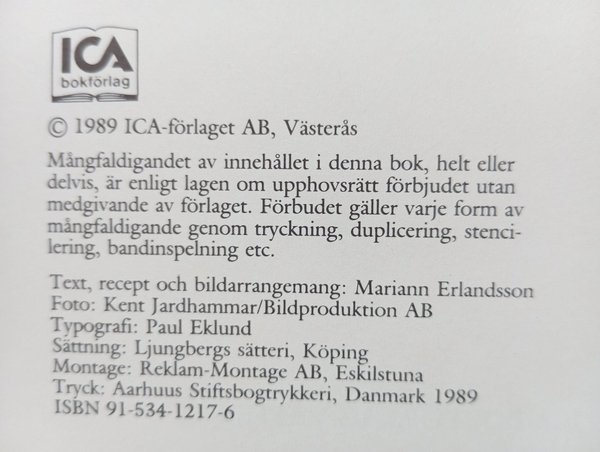 ICA
bokförlag
© 1989 ICA-förlaget AB, Västerås
Mångfaldigandet av innehållet i denna bok, helt eller
delvis, är enligt lagen om upphovsrätt förbjudet utan
medgivande av förlaget. Förbudet gäller varje form av
mångfaldigande genom tryckning, duplicering, stenci-
lering, bandinspelning etc.
Text, recept och bildarrangemang: Mariann Erlandsson
Foto: Kent Jardhammar/Bildproduktion AB
Typografi: Paul Eklund
Sättning: Ljungbergs sätteri, Köping
Montage: Reklam-Montage AB, Eskilstuna
Tryck: Aarhuus Stiftsbogtrykkeri, Danmark 1989
ISBN 91-534-1217-6